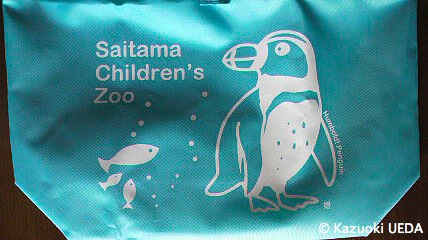 Saitama
Children's
Zoo
Humboldt Penguin
© Kazuoki UEDA